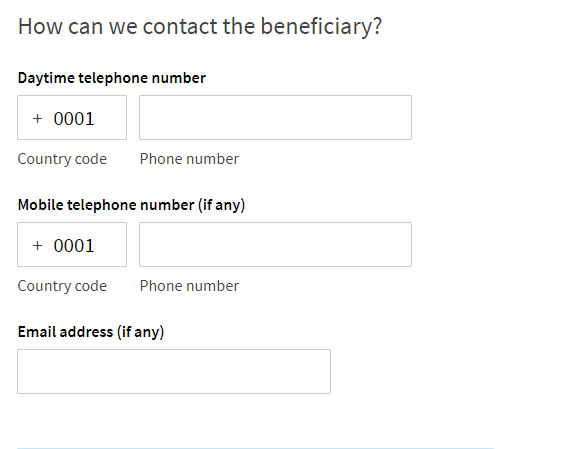 How can we contact the beneficiary?
Daytime telephone number
+ 0001
Country code Phone number
Mobile telephone number (if any)
+ 0001
Country code Phone number
Email address (if any)